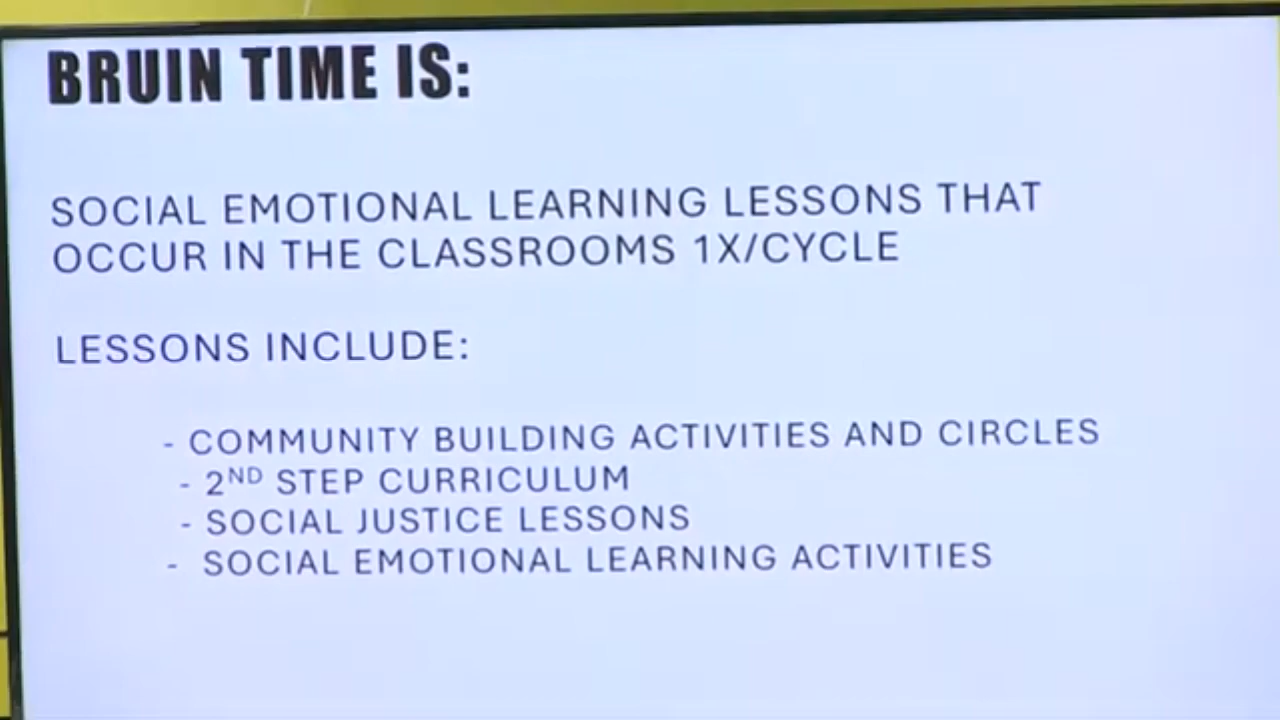 BRUIN TIME IS:
SOCIAL EMOTIONAL LEARNING LESSONS THAT
OCCUR IN THE CLASSROOMS 1X/CYCLE
LESSONS INCLUDE:
- COMMUNITY BUILDING ACTIVITIES AND CIRCLES
- 2ND STEP CURRICULUM
- SOCIAL JUSTICE LESSONS
- SOCIAL EMOTIONAL LEARNING ACTIVITIES